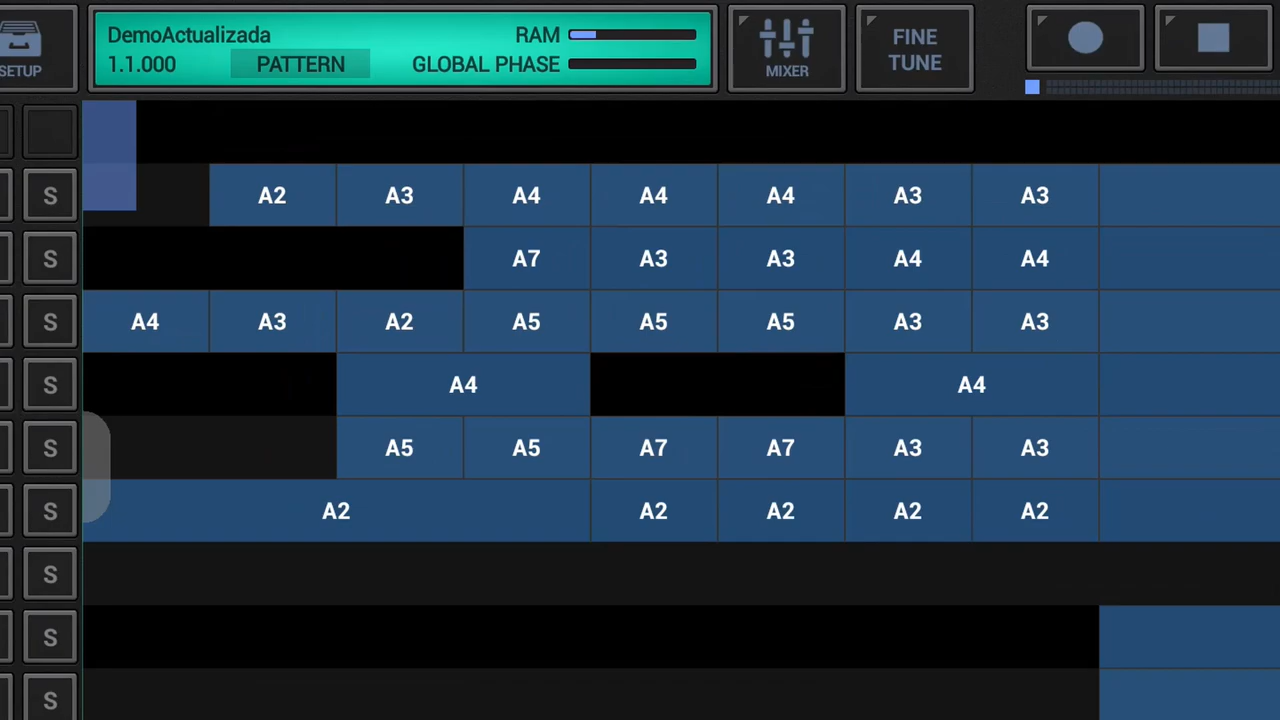 SETUP
DemoActualizada RAM
1.1.000 PATTERN GLOBAL PHASE
MIXER
FINE
TUNE
S A2 A3 A4 A4 A4 A3 A3
S A7 A3 A3 A4 A4
S A4 A3 A2 A5 A5 A5 A3 A3
S A4 A4
S A5 A5 A7 A7 A3 A3
S A2 A2 A2 A2 A2
S
S
S